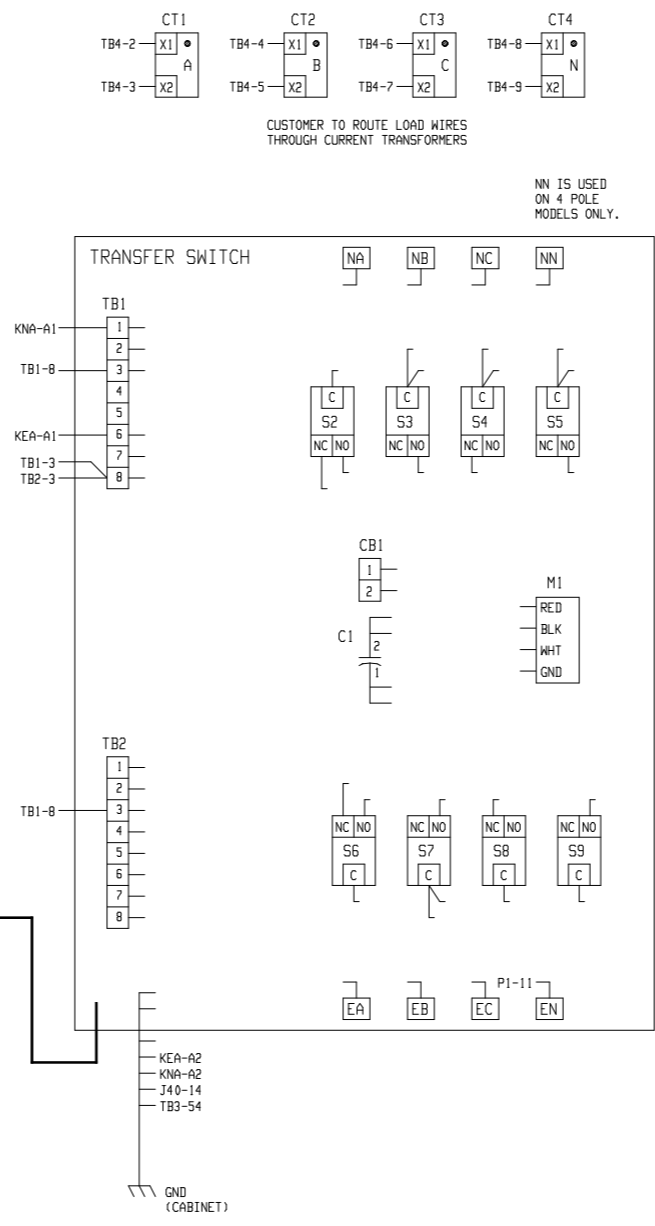 CT1 CT2 CT3 CT4
TB4-2 X1 TB4-4 X1 TB4-6 X1 TB4-8 X1
A B C N
TB4-3 X2 TB4-5 X2 TB4-7 X2 TB4-9 X2
CUSTOMER TO ROUTE LOAD WIRES
THROUGH CURRENT TRANSFORMERS
NN IS USED
ON 4 POLE
MODELS ONLY.
TRANSFER SWITCH
NA NB NC NN
TB1
KNA-A1 1
2
TB1-8 3
4
5
KEA-A1 6
TB1-3 7
TB2-3 8
C C C C
S2 S3 S4 S5
NC NO NC NO NC NO NC NO
CB1
1
2
C1
2
1
M1
RED
BLK
WHT
GND
TB2
1
2
TB1-8 3
4
5
6
7
8
NC NO NC NO NC NO NC NO
S6 S7 S8 S9
C C C C
P1-11
EA EB EC EN
KEA-A2
KNA-A2
J40-14
TB3-54
GND
(CABINET)